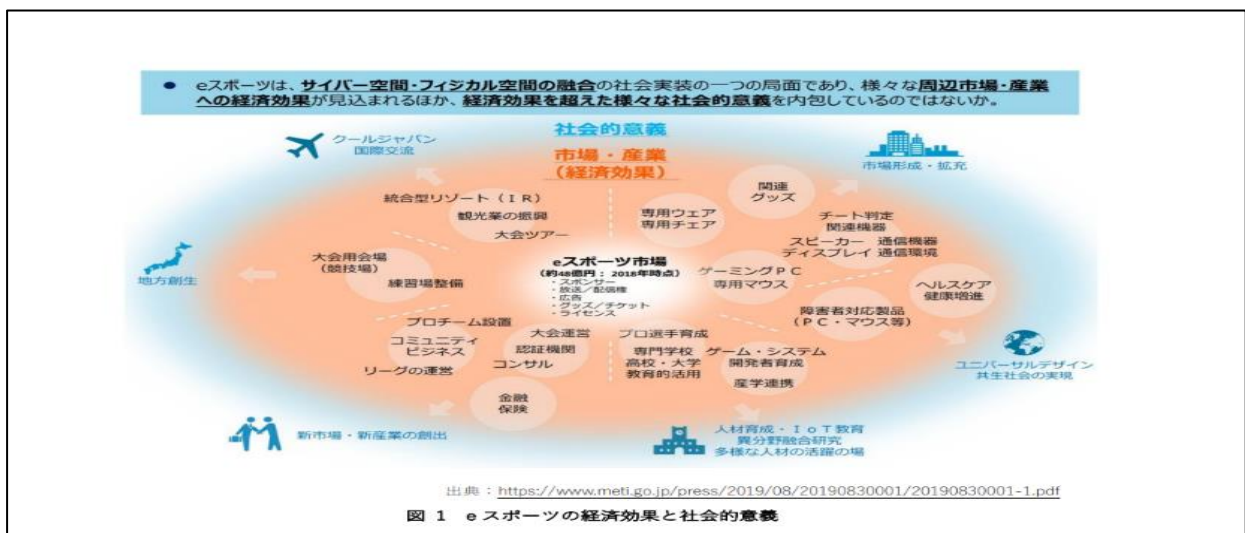 ● eスポーツは、サイバー空間・フィジカル空間の融合の社会実装の一つの局面であり、様々な周辺市場・産業
への経済効果が見込まれるほか、経済効果を超えた様々な社会的意義を内包しているのではないか。
社会的意義
市場・産業
(経済効果)
クールジャパン
国際交流
市場形成・拡充
統合型リゾート(IR)
観光業の振興
大会ツアー
専用ウェア
専用チェア
関連
グッズ
チート判定
関連機器
スピーカー 通信機器
ディスプレイ 通信環境
地方創生
大会用会場
(競技場)
練習場整備
eスポーツ市場
(約48億円:2018年時点)
・スポンサー
・放送/配信権
・広告
・グッズ/チケット
・ライセンス
ゲーミングPC
専用マウス
ヘルスケア
健康増進
障害者対応製品
(PC・マウス等)
プロチーム設置
コミュニティ
ビジネス
リーグの運営
大会運営
認証機関
コンサル
プロ選手育成
専門学校
高校・大学
教育的活用
ゲーム・システム
開発者育成
産学連携
ユニバーサルデザイン
共生社会の実現
金融
保険
新市場・新産業の創出
人材育成・IoT教育
異分野融合研究
多様な人材の活躍の場
出典:https://www.meti.go.jp/press/2019/08/20190830001/20190830001-1.pdf
図 1 eスポーツの経済効果と社会的意義